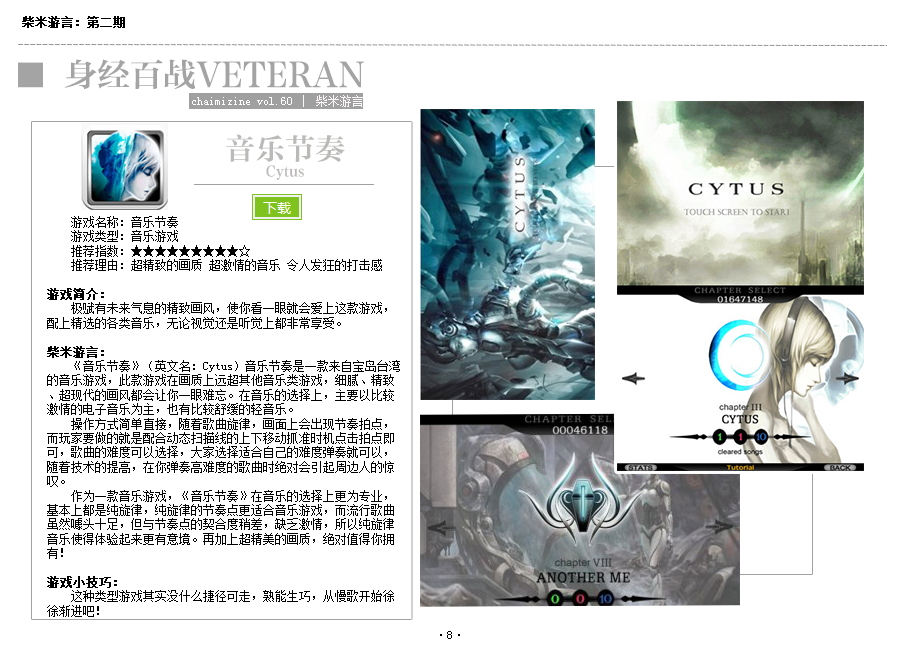 柴米游言：第二期
身经百战VETERAN
chaimizine vol.60 | 柴米游言
音乐节奏
Cytus
下载
游戏名称：音乐节奏
游戏类型：音乐游戏
推荐指数：★★★★★★★★★☆
推荐理由：超精致的画质 超激情的音乐 令人发狂的打击感
游戏简介：
极赋有未来气息的精致画风，使你看一眼就会爱上这款游戏，
配上精选的各类音乐，无论视觉还是听觉上都非常享受。
柴米游言：
《音乐节奏》（英文名：Cytus）音乐节奏是一款来自宝岛台湾
的音乐游戏，此款游戏在画质上远超其他音乐类游戏，细腻、精致
、超现代的画风都会让你一眼难忘。在音乐的选择上，主要以比较
激情的电子音乐为主，也有比较舒缓的轻音乐。
操作方式简单直接，随着歌曲旋律，画面上会出现节奏拍点，
而玩家要做的就是配合动态扫描线的上下移动抓准时机点击拍点即
可，歌曲的难度可以选择，大家选择适合自己的难度弹奏就可以，
随着技术的提高，在你弹奏高难度的歌曲时绝对会引起周边人的惊
叹。
作为一款音乐游戏，《音乐节奏》在音乐的选择上更为专业，
基本上都是纯旋律，纯旋律的节奏点更适合音乐游戏，而流行歌曲
虽然噱头十足，但与节奏点的契合度稍差，缺乏激情，所以纯旋律
音乐使得体验起来更有意境。再加上超精美的画质，绝对值得你拥
有！
游戏小技巧：
这种类型游戏其实没什么捷径可走，熟能生巧，从慢歌开始徐
徐渐进吧！
CYTUS
CYTUS
TOUCH SCREEN TO START
CHAPTER SELECT
01647148
chapter III
CYTUS
1 1 10
cleared songs
STATS
Tutorial
BACK
CHAPTER SEL
00046118
chapter VIII
ANOTHER ME
0 0 10
·8·